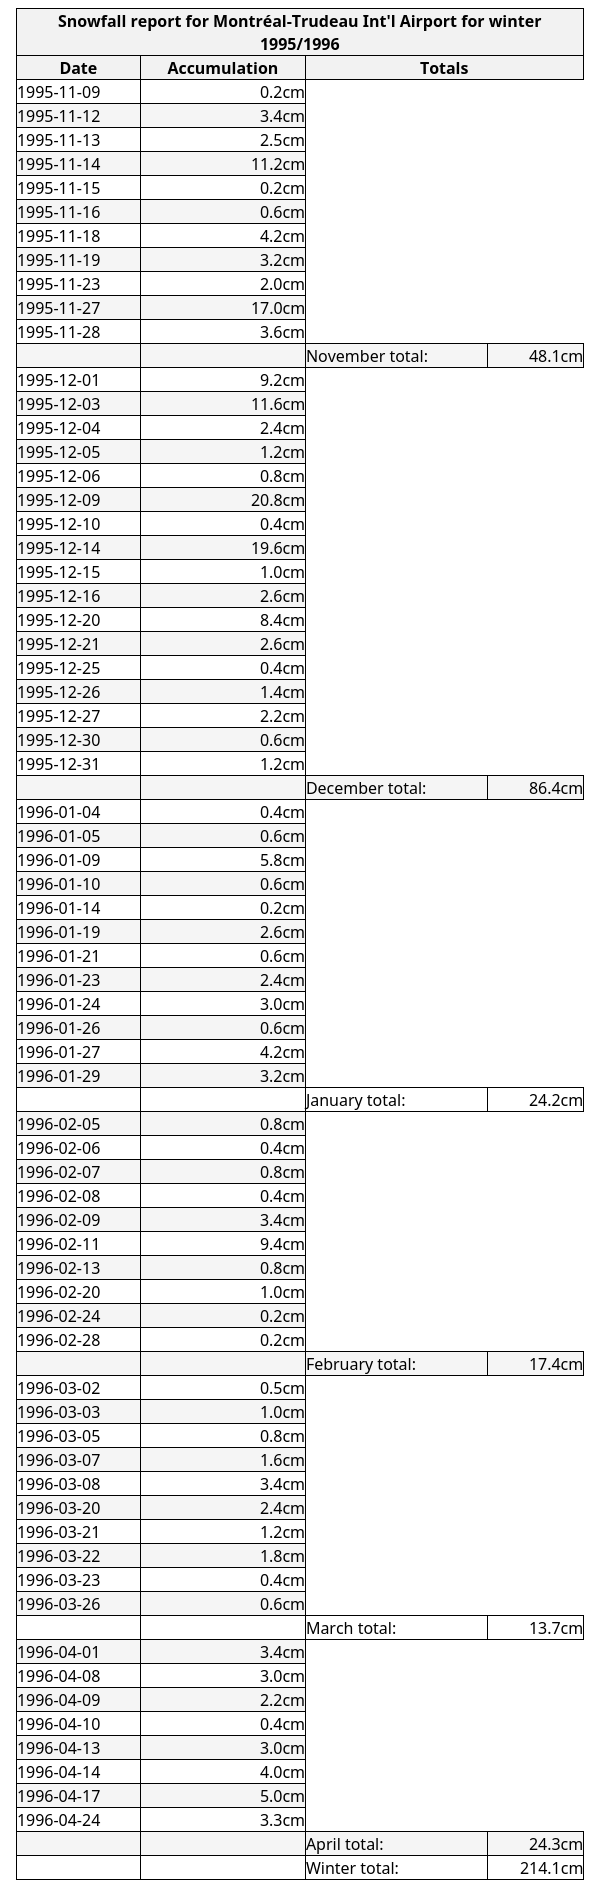 Snowfall report for Montréal-Trudeau Int'l Airport for winter
1995/1996
Date Accumulation Totals
1995-11-09 0.2cm
1995-11-12 3.4cm
1995-11-13 2.5cm
1995-11-14 11.2cm
1995-11-15 0.2cm
1995-11-16 0.6cm
1995-11-18 4.2cm
1995-11-19 3.2cm
1995-11-23 2.0cm
1995-11-27 17.0cm
1995-11-28 3.6cm
November total: 48.1cm
1995-12-01 9.2cm
1995-12-03 11.6cm
1995-12-04 2.4cm
1995-12-05 1.2cm
1995-12-06 0.8cm
1995-12-09 20.8cm
1995-12-10 0.4cm
1995-12-14 19.6cm
1995-12-15 1.0cm
1995-12-16 2.6cm
1995-12-20 8.4cm
1995-12-21 2.6cm
1995-12-25 0.4cm
1995-12-26 1.4cm
1995-12-27 2.2cm
1995-12-30 0.6cm
1995-12-31 1.2cm
December total: 86.4cm
1996-01-04 0.4cm
1996-01-05 0.6cm
1996-01-09 5.8cm
1996-01-10 0.6cm
1996-01-14 0.2cm
1996-01-19 2.6cm
1996-01-21 0.6cm
1996-01-23 2.4cm
1996-01-24 3.0cm
1996-01-26 0.6cm
1996-01-27 4.2cm
1996-01-29 3.2cm
January total: 24.2cm
1996-02-05 0.8cm
1996-02-06 0.4cm
1996-02-07 0.8cm
1996-02-08 0.4cm
1996-02-09 3.4cm
1996-02-11 9.4cm
1996-02-13 0.8cm
1996-02-20 1.0cm
1996-02-24 0.2cm
1996-02-28 0.2cm
February total: 17.4cm
1996-03-02 0.5cm
1996-03-03 1.0cm
1996-03-05 0.8cm
1996-03-07 1.6cm
1996-03-08 3.4cm
1996-03-20 2.4cm
1996-03-21 1.2cm
1996-03-22 1.8cm
1996-03-23 0.4cm
1996-03-26 0.6cm
March total: 13.7cm
1996-04-01 3.4cm
1996-04-08 3.0cm
1996-04-09 2.2cm
1996-04-10 0.4cm
1996-04-13 3.0cm
1996-04-14 4.0cm
1996-04-17 5.0cm
1996-04-24 3.3cm
April total: 24.3cm
Winter total: 214.1cm